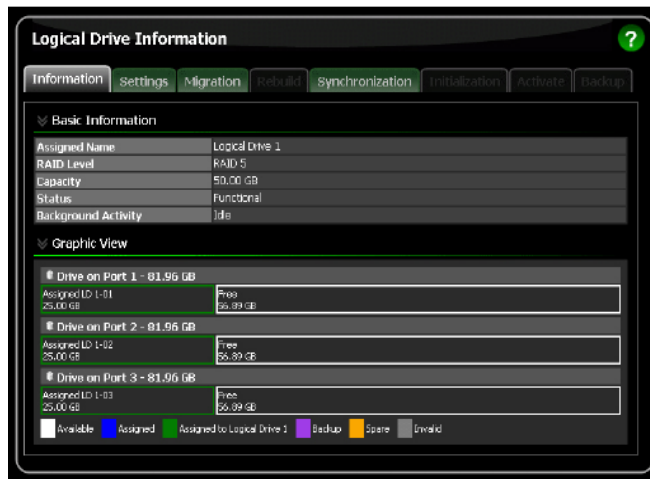 Logical Drive Information
?
Information Settings Migration Rebuild Synchronization Initialization Activate Backup
Basic Information
Assigned Name Logical Drive 1
RAID Level RAID 5
Capacity 50.00 GB
Status Functional
Background Activity Idle
Graphic View
Drive on Port 1 - 81.96 GB
Assigned LD 1-01 Free
25.00 GB 56.89 GB
Drive on Port 2 - 81.96 GB
Assigned LD 1-02 Free
25.00 GB 56.89 GB
Drive on Port 3 - 81.96 GB
Assigned LD 1-03 Free
25.00 GB 56.89 GB
Available Assigned Assigned to Logical Drive 1 Backup Spare Invalid